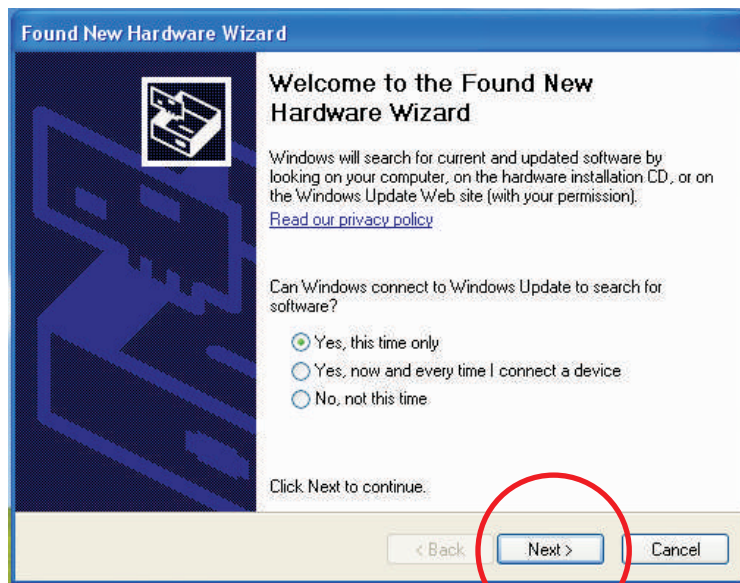 Found New Hardware Wizard
Welcome to the Found New
Hardware Wizard
Windows will search for current and updated software by
looking on your computer, on the hardware installation CD, or on
the Windows Update Web site (with your permission).
Read our privacy policy
Can Windows connect to Windows Update to search for
software?
Yes, this time only
Yes, now and every time I connect a device
No, not this time
Click Next to continue.
< Back Next > Cancel